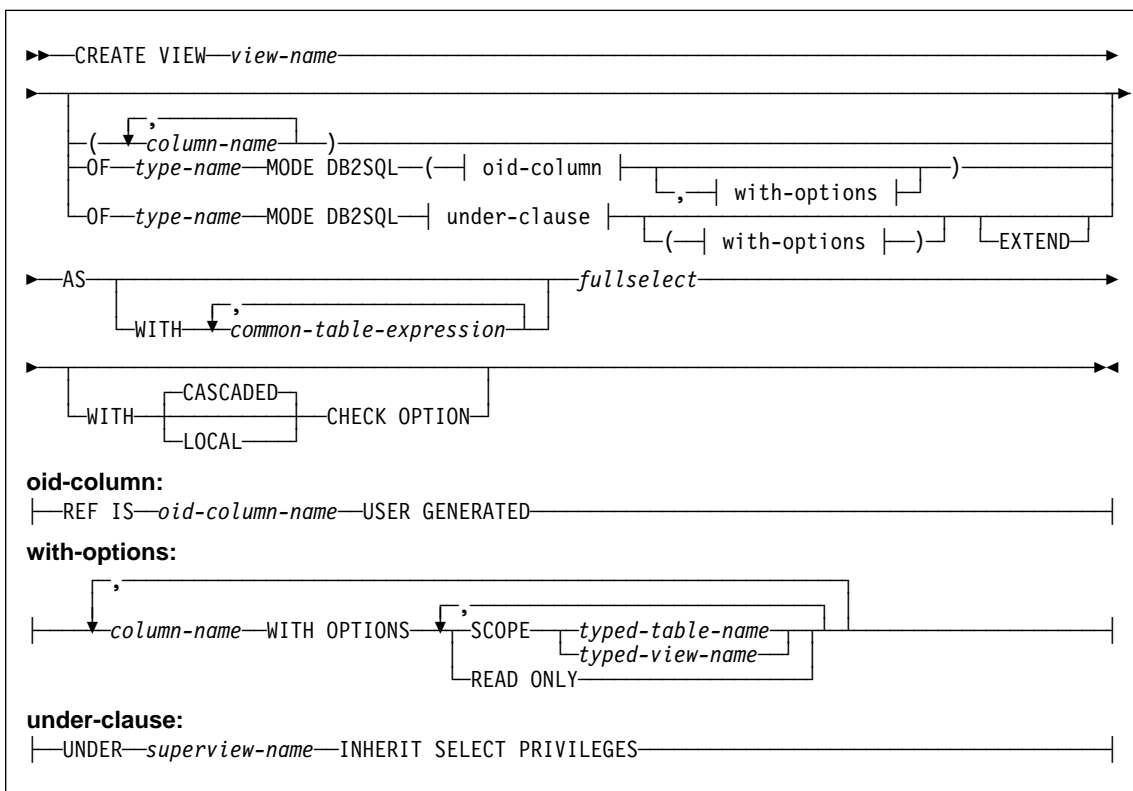 CREATE VIEW view-name
,
( column-name )
OF type-name MODE DB2SQL ( oid-column )
, with-options
OF type-name MODE DB2SQL under-clause
( with-options ) EXTEND
AS fullselect
,
WITH common-table-expression
CASCADED
WITH CHECK OPTION
LOCAL
oid-column:
REF IS oid-column-name USER GENERATED
with-options:
,
,
column-name WITH OPTIONS SCOPE typed-table-name
typed-view-name
READ ONLY
under-clause:
UNDER superview-name INHERIT SELECT PRIVILEGES